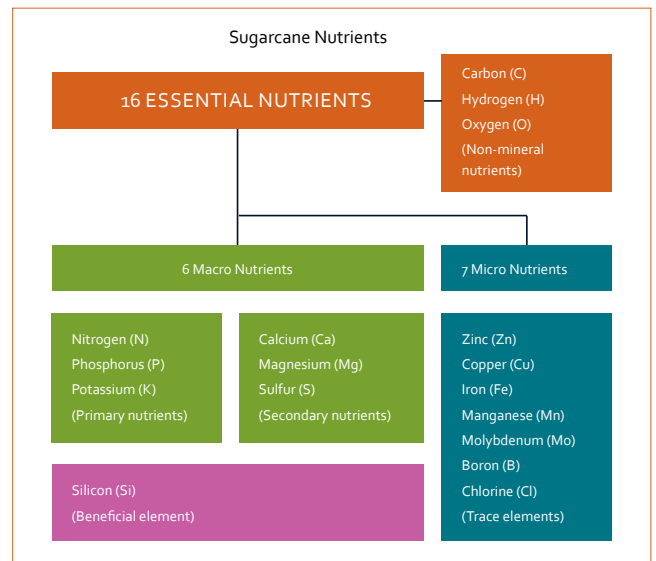 Sugarcane Nutrients
16 ESSENTIAL NUTRIENTS
Carbon (C)
Hydrogen (H)
Oxygen (O)
(Non-mineral
nutrients)
6 Macro Nutrients
7 Micro Nutrients
Nitrogen (N)
Phosphorus (P)
Potassium (K)
(Primary nutrients)
Calcium (Ca)
Magnesium (Mg)
Sulfur (S)
(Secondary nutrients)
Zinc (Zn)
Copper (Cu)
Iron (Fe)
Manganese (Mn)
Molybdenum (Mo)
Boron (B)
Chlorine (Cl)
(Trace elements)
Silicon (Si)
(Beneficial element)